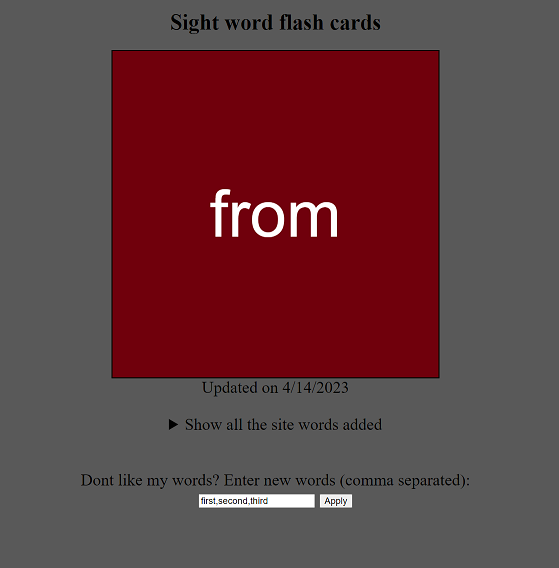 Sight word flash cards
from
Updated on 4/14/2023
Show all the site words added
Dont like my words? Enter new words (comma separated):
first,second,third Apply